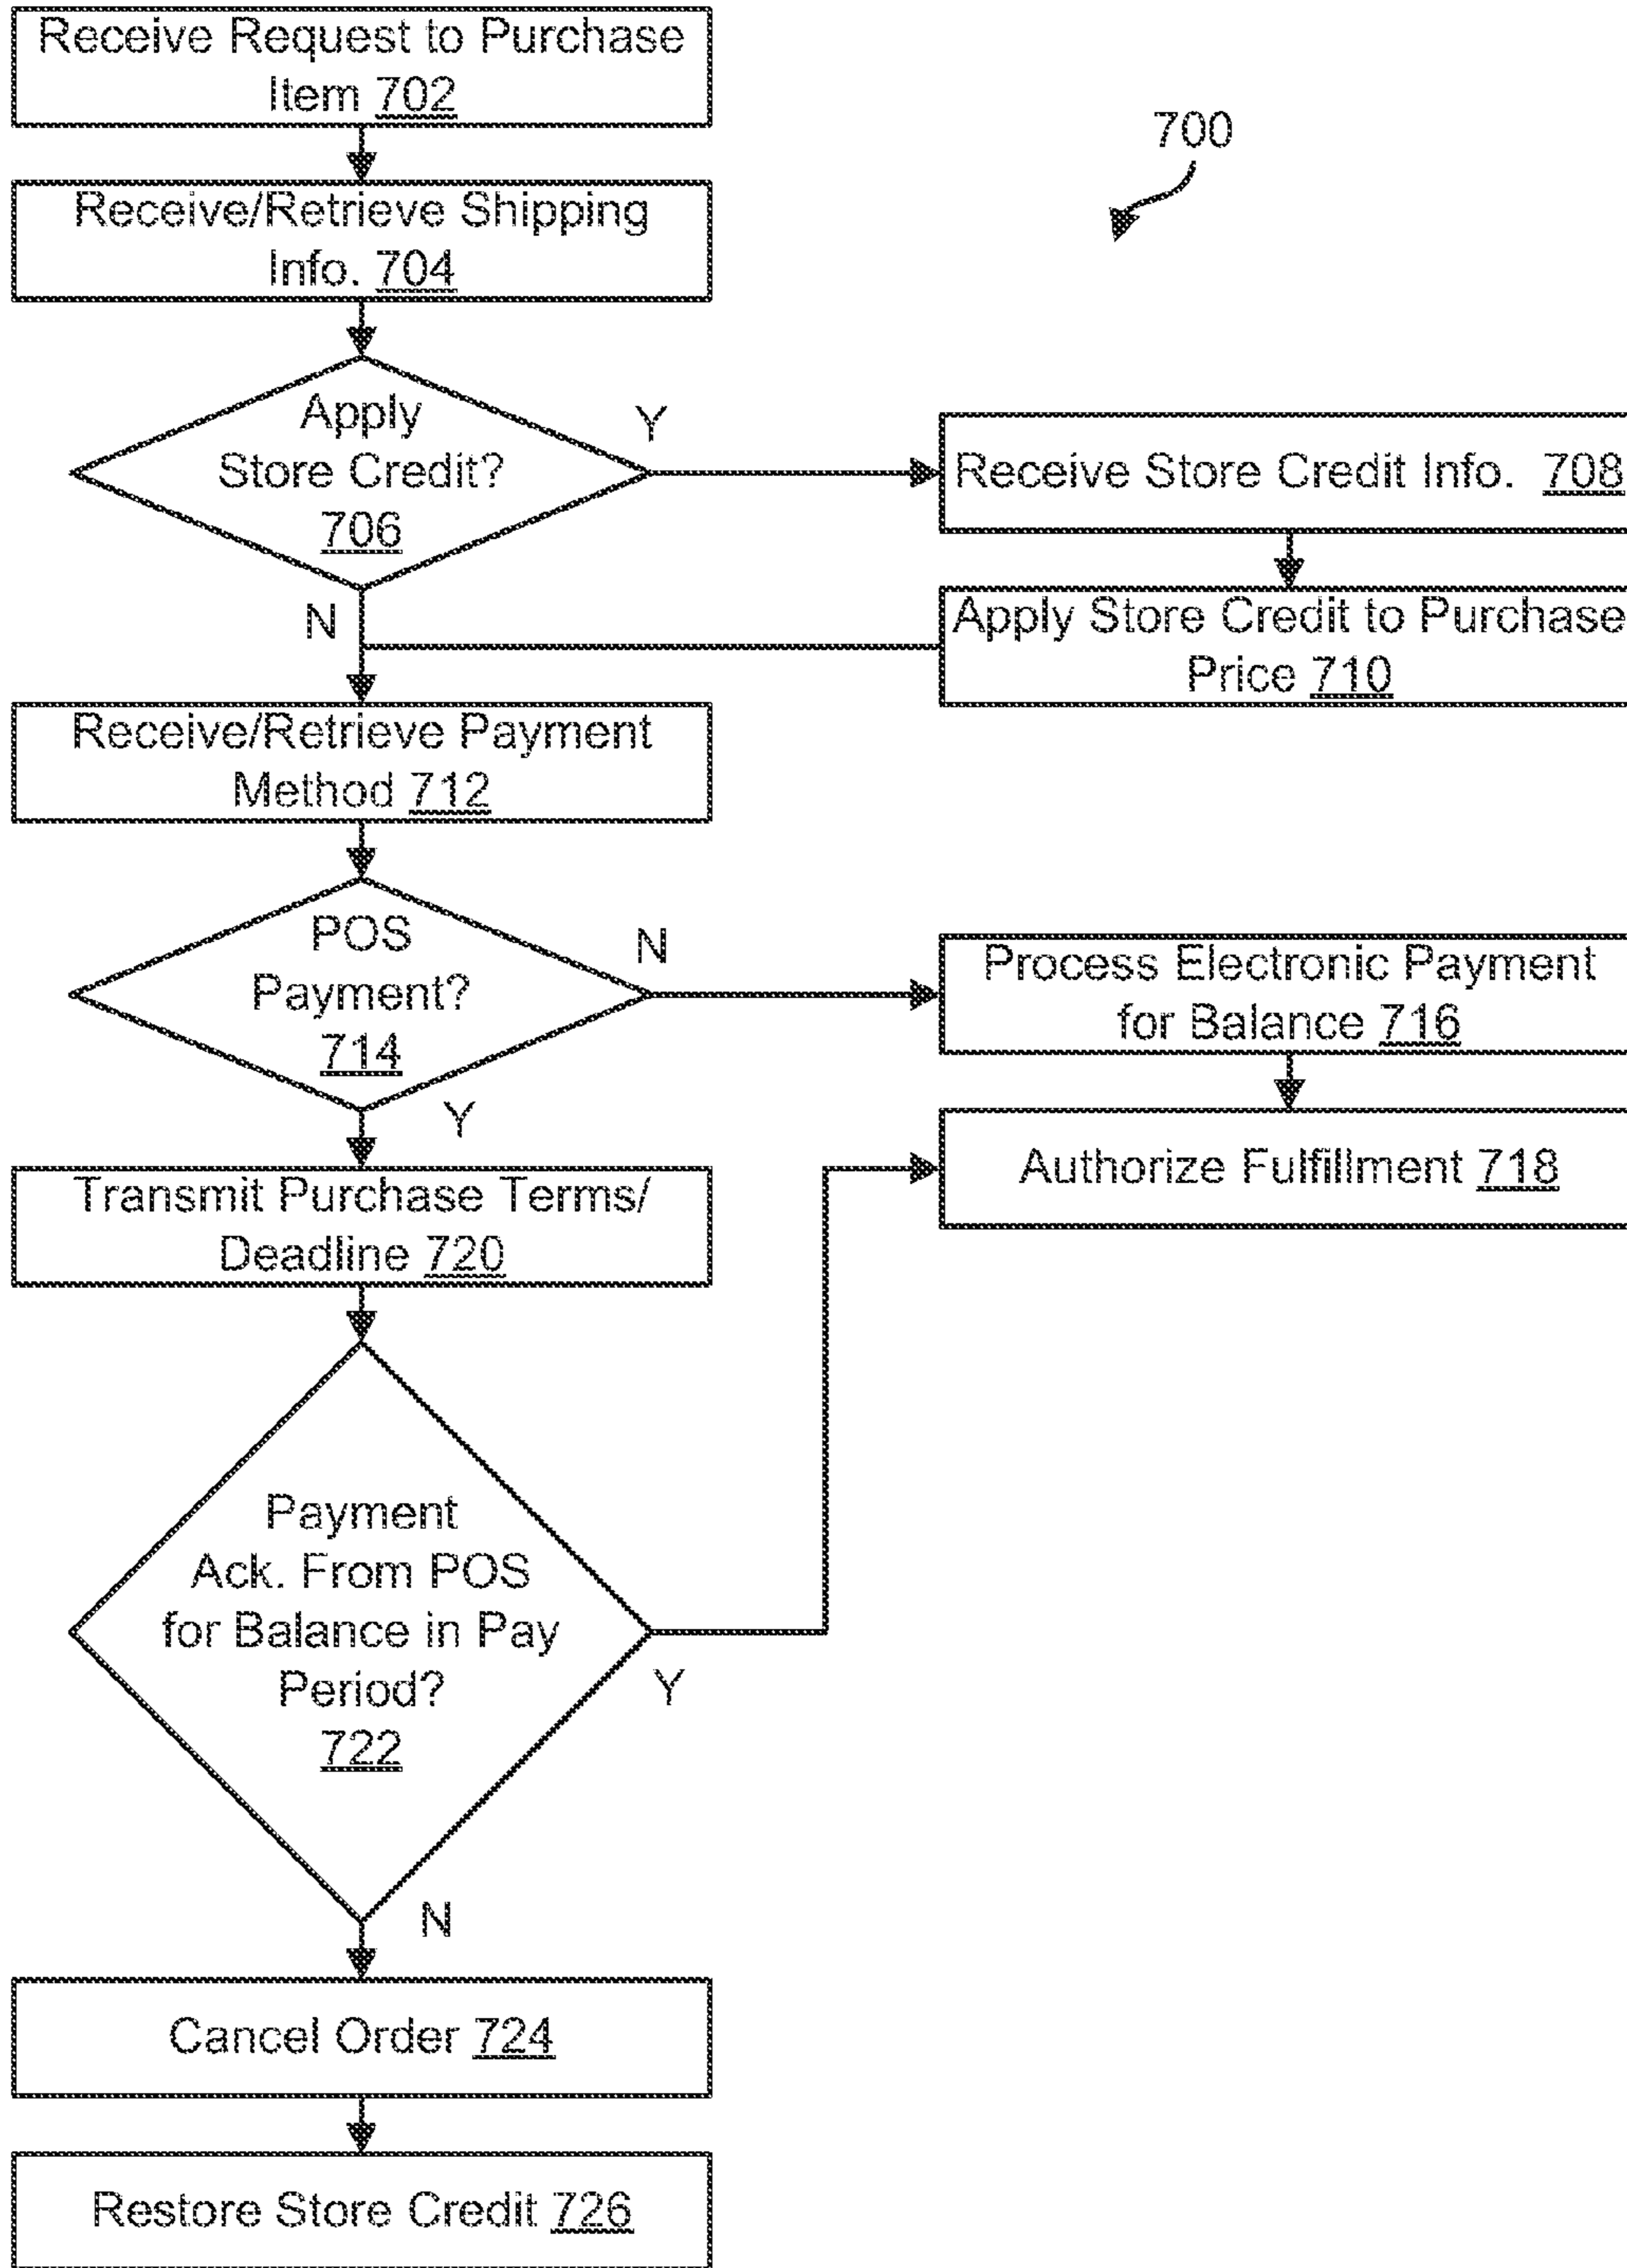 Receive Request to Purchase
Item 702
700
Receive/Retrieve Shipping
Info. 704
Apply
Store Credit?
706
Y
N
Receive Store Credit Info. 708
Apply Store Credit to Purchase
Price 710
Receive/Retrieve Payment
Method 712
POS
Payment?
714
N
Y
Process Electronic Payment
for Balance 716
Authorize Fulfillment 718
Transmit Purchase Terms/
Deadline 720
Payment
Ack. From POS
for Balance in Pay
Period?
722
Y
N
Cancel Order 724
Restore Store Credit 726